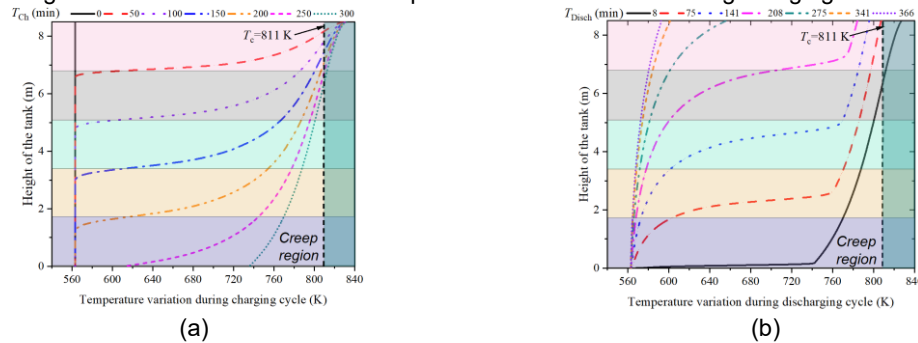 T_Ch (min) 0 50 100 150 200 250 300
T_c=811 K
Height of the tank (m)
8
6
4
2
0
Creep
region
560 600 640 680 720 760 800 840
Temperature variation during charging cycle (K)
(a)
T_Disch (min) 8 75 141 208 275 341 366
T_c=811 K
Height of the tank (m)
8
6
4
2
0
Creep
region
560 600 640 680 720 760 800 840
Temperature variation during discharging cycle (K)
(b)